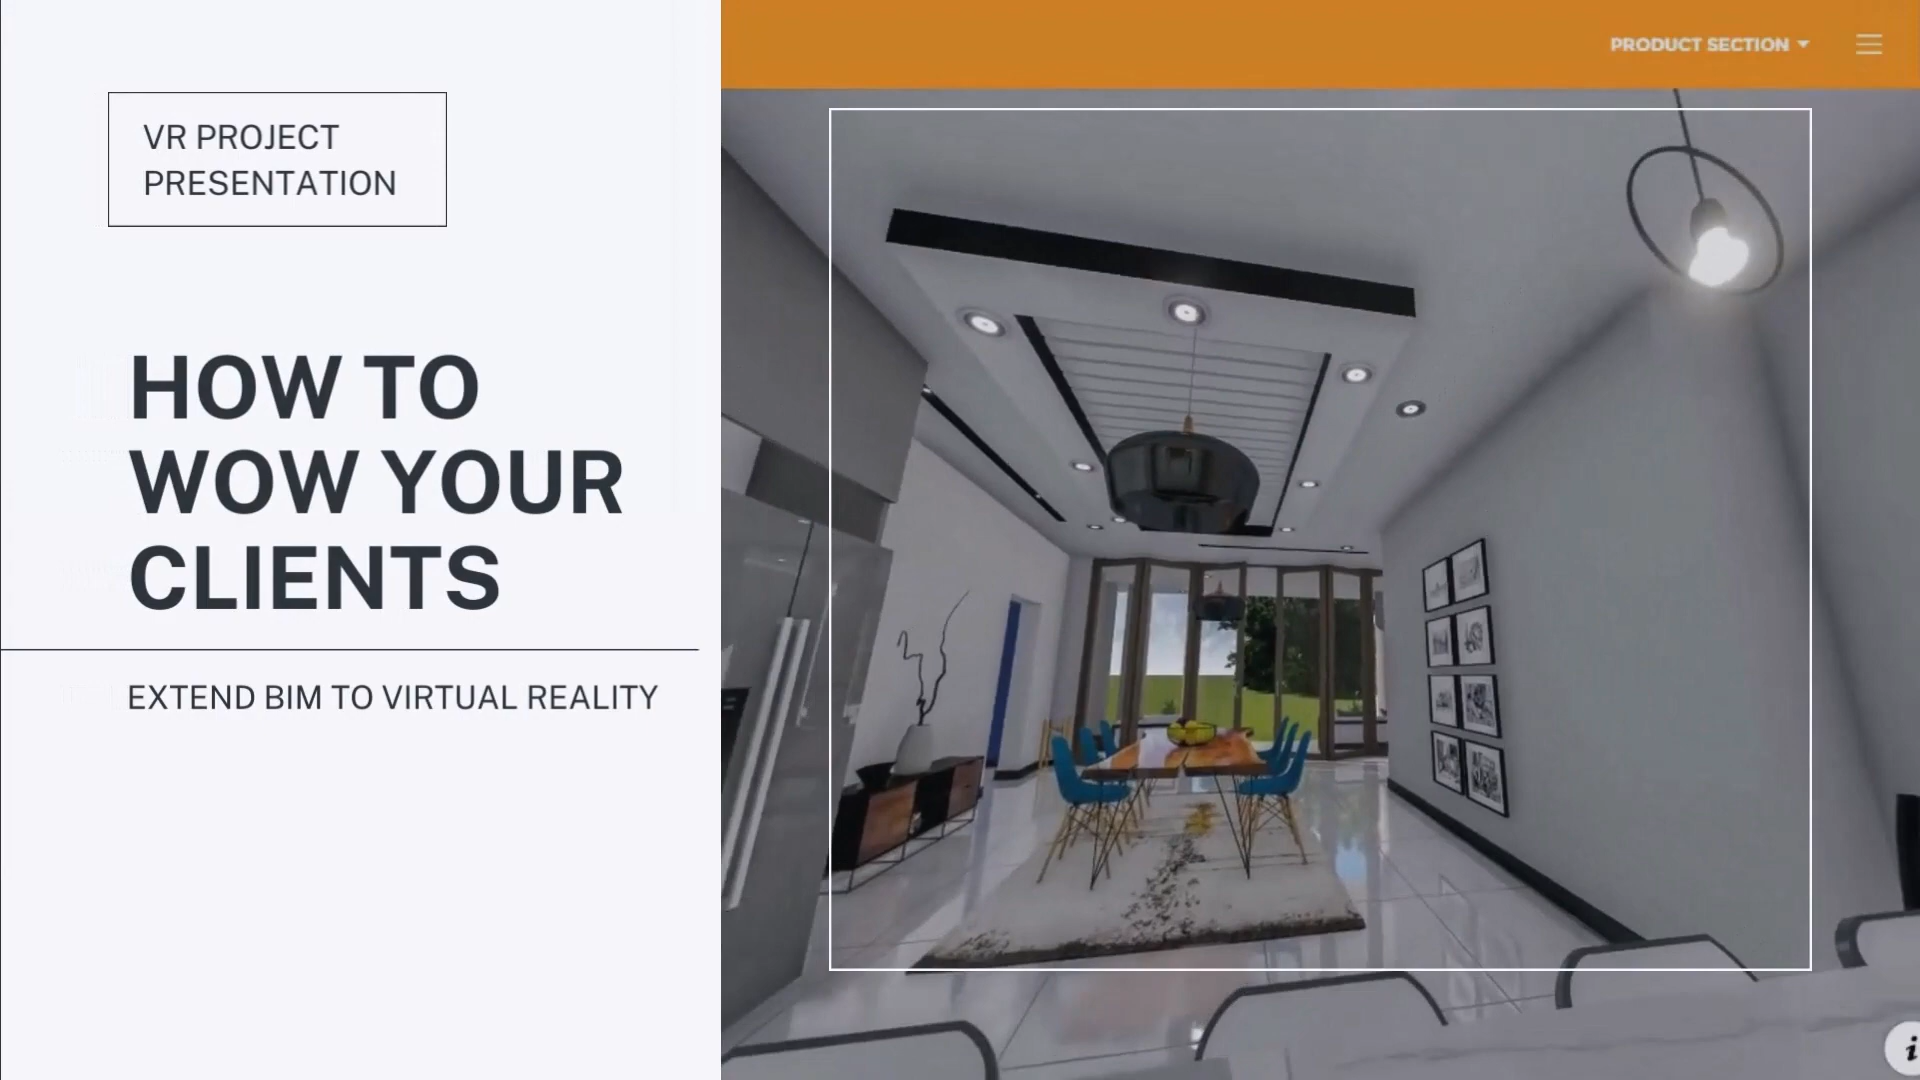 VR PROJECT
PRESENTATION
HOW TO
WOW YOUR
CLIENTS
EXTEND BIM TO VIRTUAL REALITY
PRODUCT SECTION
i